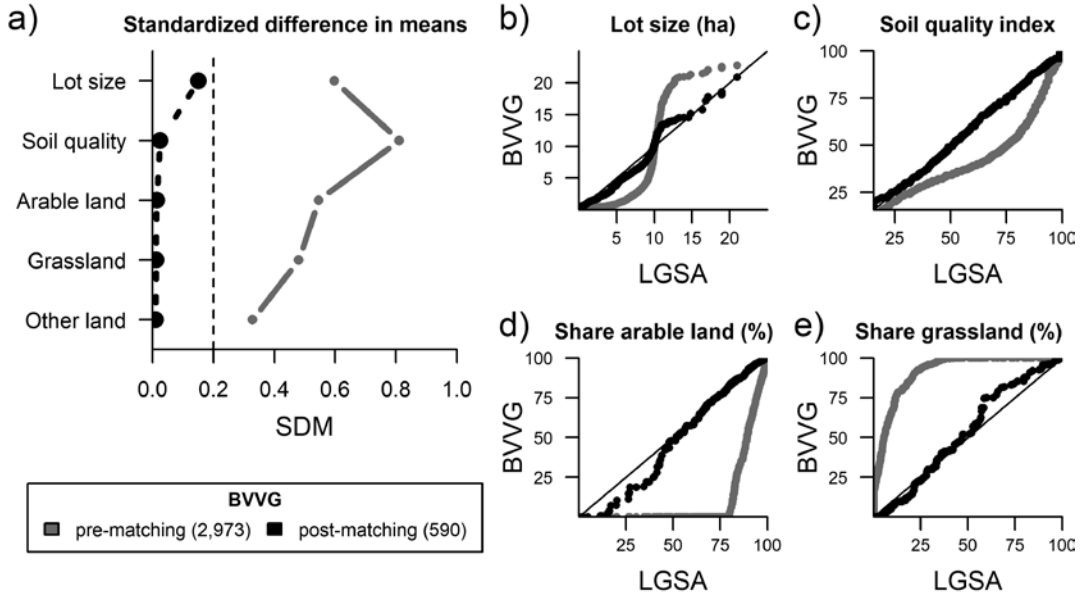 a) Standardized difference in means
Lot size
Soil quality
Arable land
Grassland
Other land
0.0 0.2 0.4 0.6 0.8 1.0
SDM
BVVG
pre-matching (2,973) post-matching (590)
b) Lot size (ha)
BVVG
20
15
10
5
5 10 15 20
LGSA
c) Soil quality index
BVVG
100
75
50
25
25 50 75 100
LGSA
d) Share arable land (%)
BVVG
100
75
50
25
25 50 75 100
LGSA
e) Share grassland (%)
BVVG
100
75
50
25
25 50 75 100
LGSA